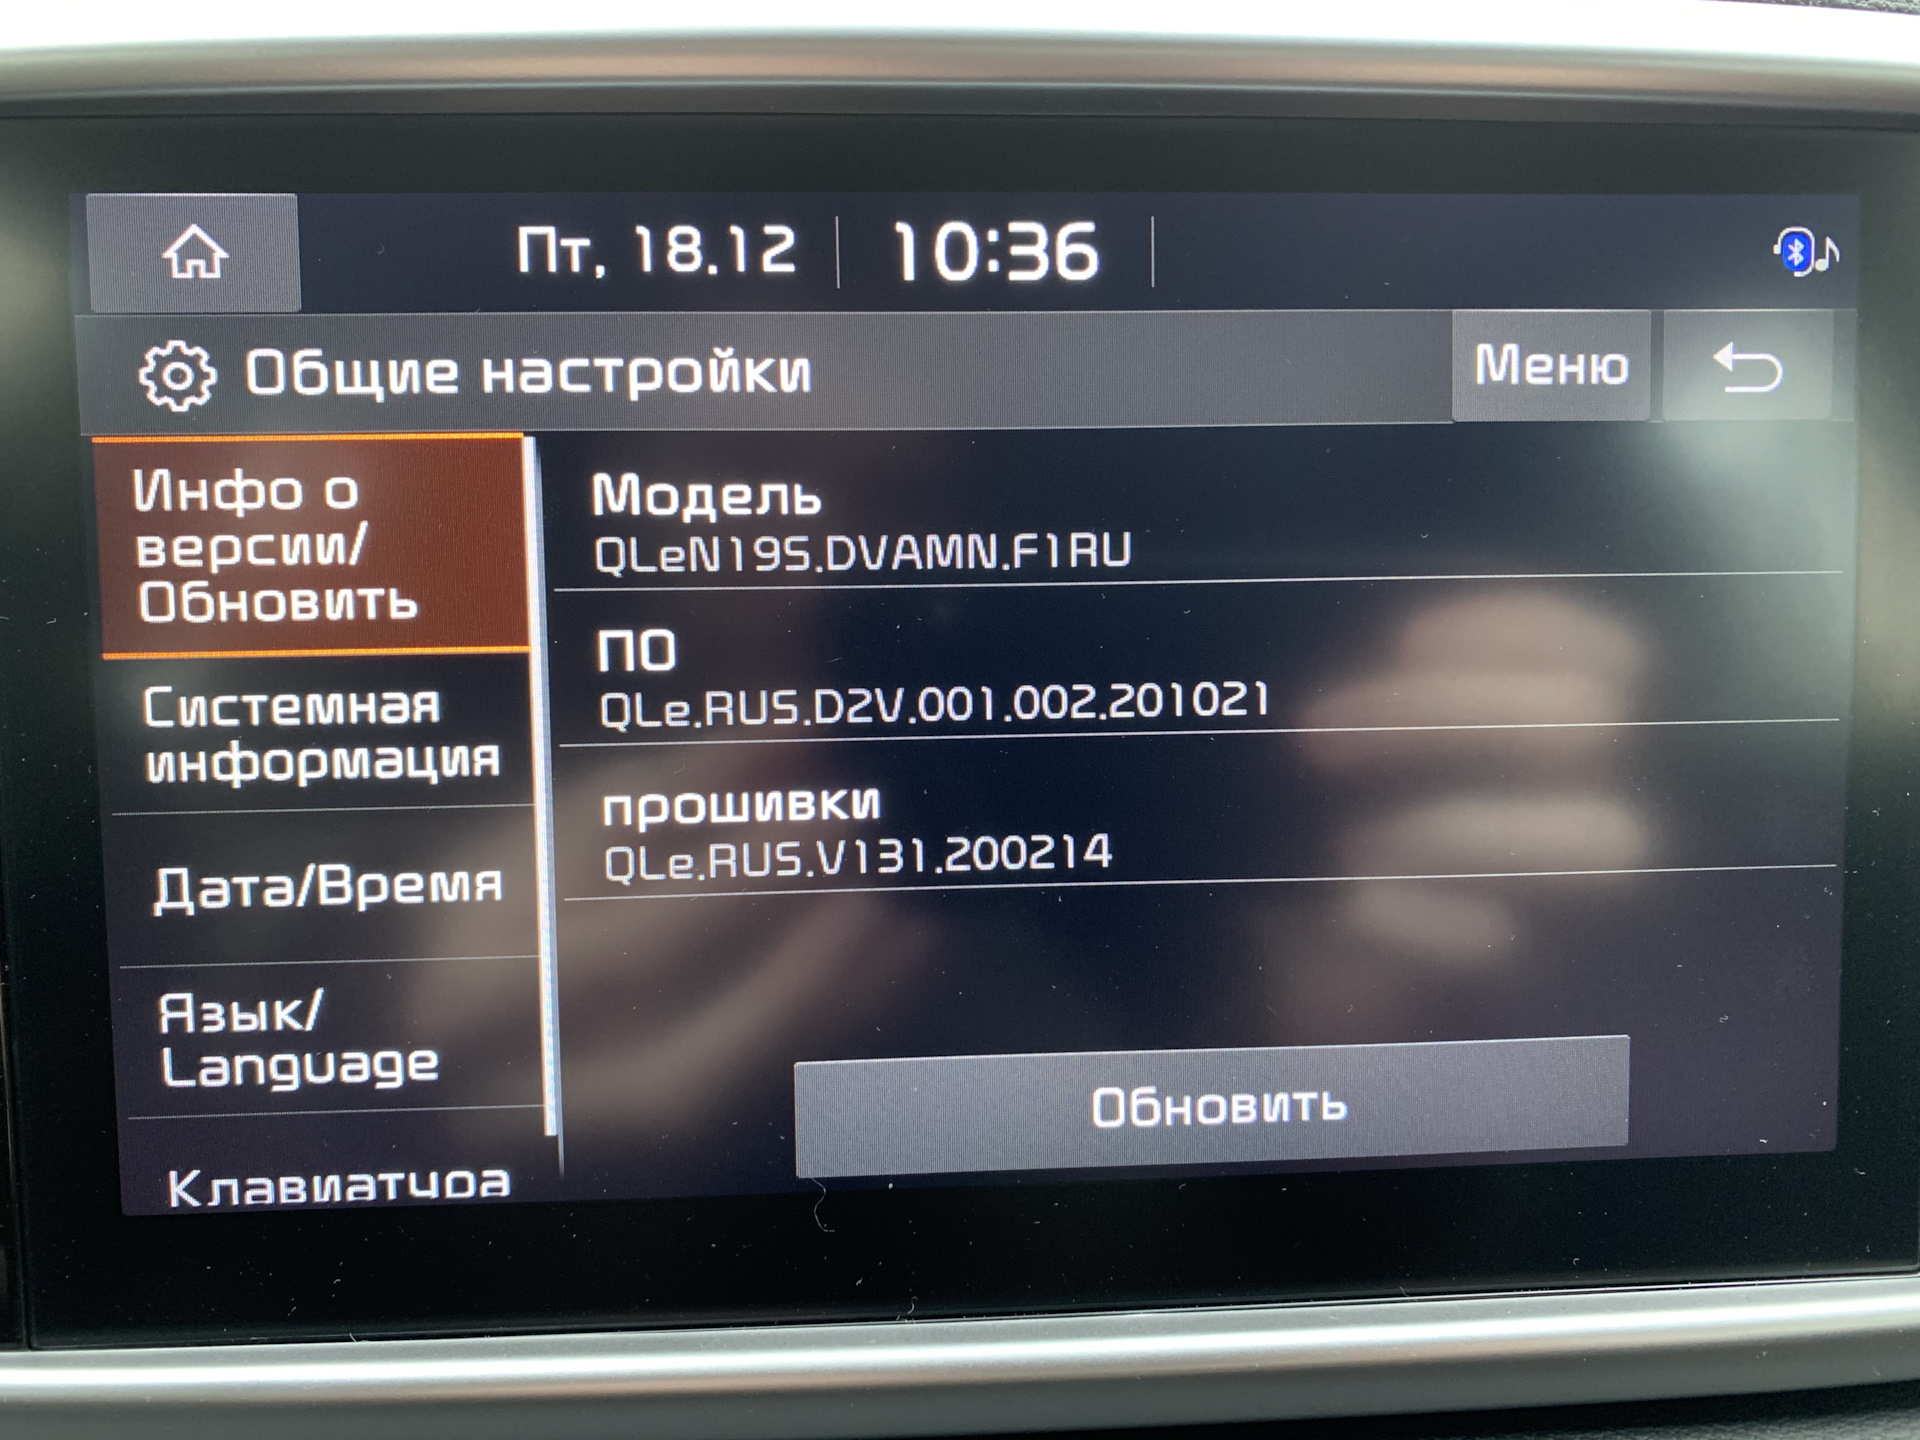 Пт, 18.12
10:36
Общие настройки
Меню
Инфо о
версии/
Обновить
Системная
информация
Дата/Время
Язык/
Language
Клавиатура
Модель
QLeN19S.DVAMN.F1RU
ПО
QLe.RUS.D2V.001.002.201021
прошивки
QLe.RUS.V131.200214
Обновить